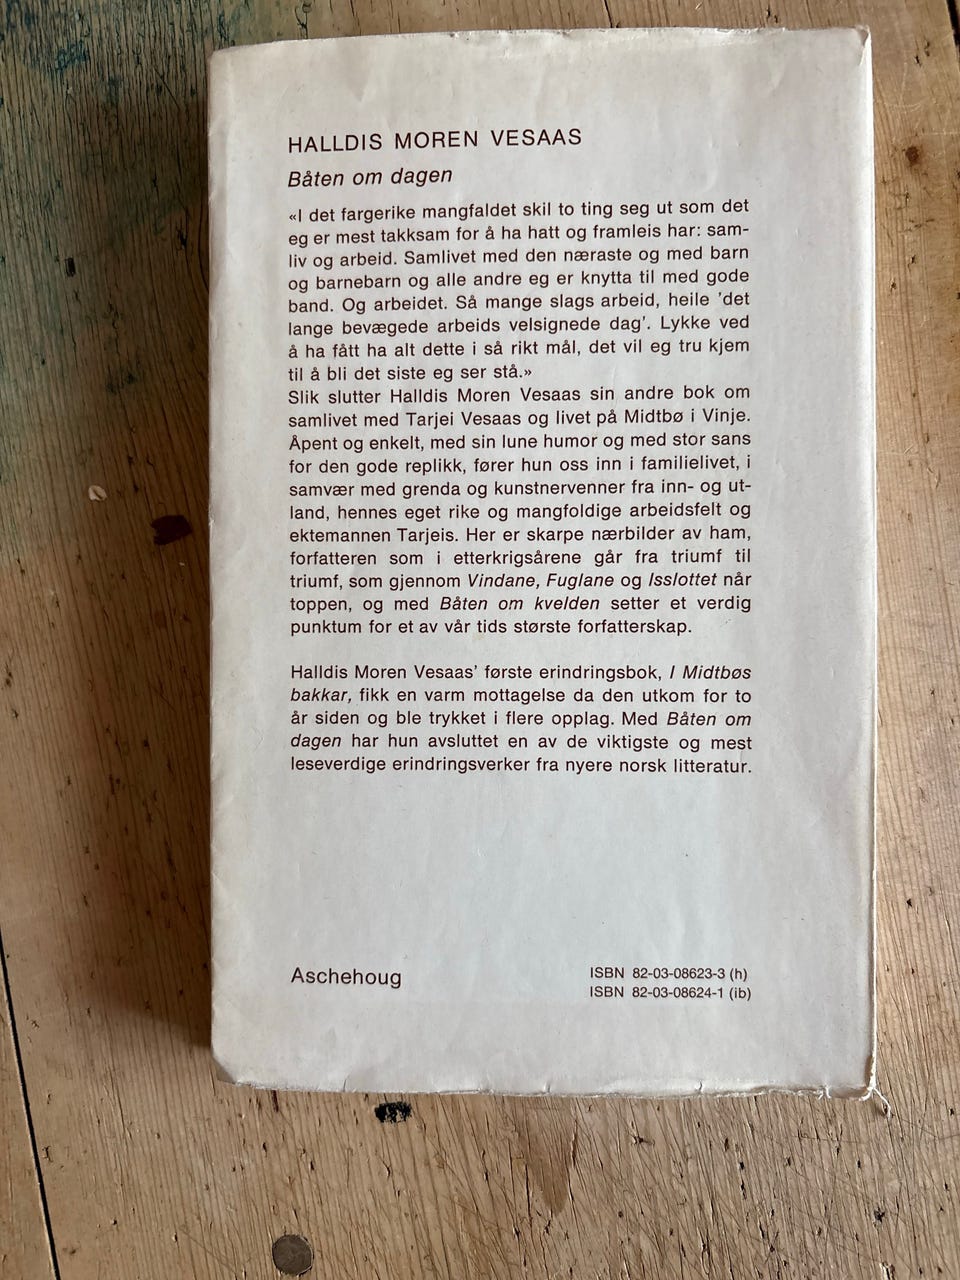 HALLDIS MOREN VESAAS
Båten om dagen
«I det fargerike mangfaldet skil to ting seg ut som det
eg er mest takksam for å ha hatt og framleis har: sam-
liv og arbeid. Samlivet med den næraste og med barn
og barnebarn og alle andre eg er knytta til med gode
band. Og arbeidet. Så mange slags arbeid, heile 'det
lange bevægede arbeids velsignede dag'. Lykke ved
å ha fått ha alt dette i så rikt mål, det vil eg tru kjem
til å bli det siste eg ser stå.»
Slik slutter Halldis Moren Vesaas sin andre bok om
samlivet med Tarjei Vesaas og livet på Midtbø i Vinje.
Åpent og enkelt, med sin lune humor og med stor sans
for den gode replikk, fører hun oss inn i familielivet, i
samvær med grenda og kunstnervenner fra inn- og ut-
land, hennes eget rike og mangfoldige arbeidsfelt og
ektemannen Tarjeis. Her er skarpe nærbilder av ham,
forfatteren som i etterkrigsårene går fra triumf til
triumf, som gjennom Vindane, Fuglane og Isslottet når
toppen, og med Båten om kvelden setter et verdig
punktum for et av vår tids største forfatterskap.
Halldis Moren Vesaas' første erindringsbok, I Midtbøs
bakkar, fikk en varm mottagelse da den utkom for to
år siden og ble trykket i flere opplag. Med Båten om
dagen har hun avsluttet en av de viktigste og mest
leseverdige erindringsverker fra nyere norsk litteratur.
Aschehoug
ISBN 82-03-08623-3 (h)
ISBN 82-03-08624-1 (ib)